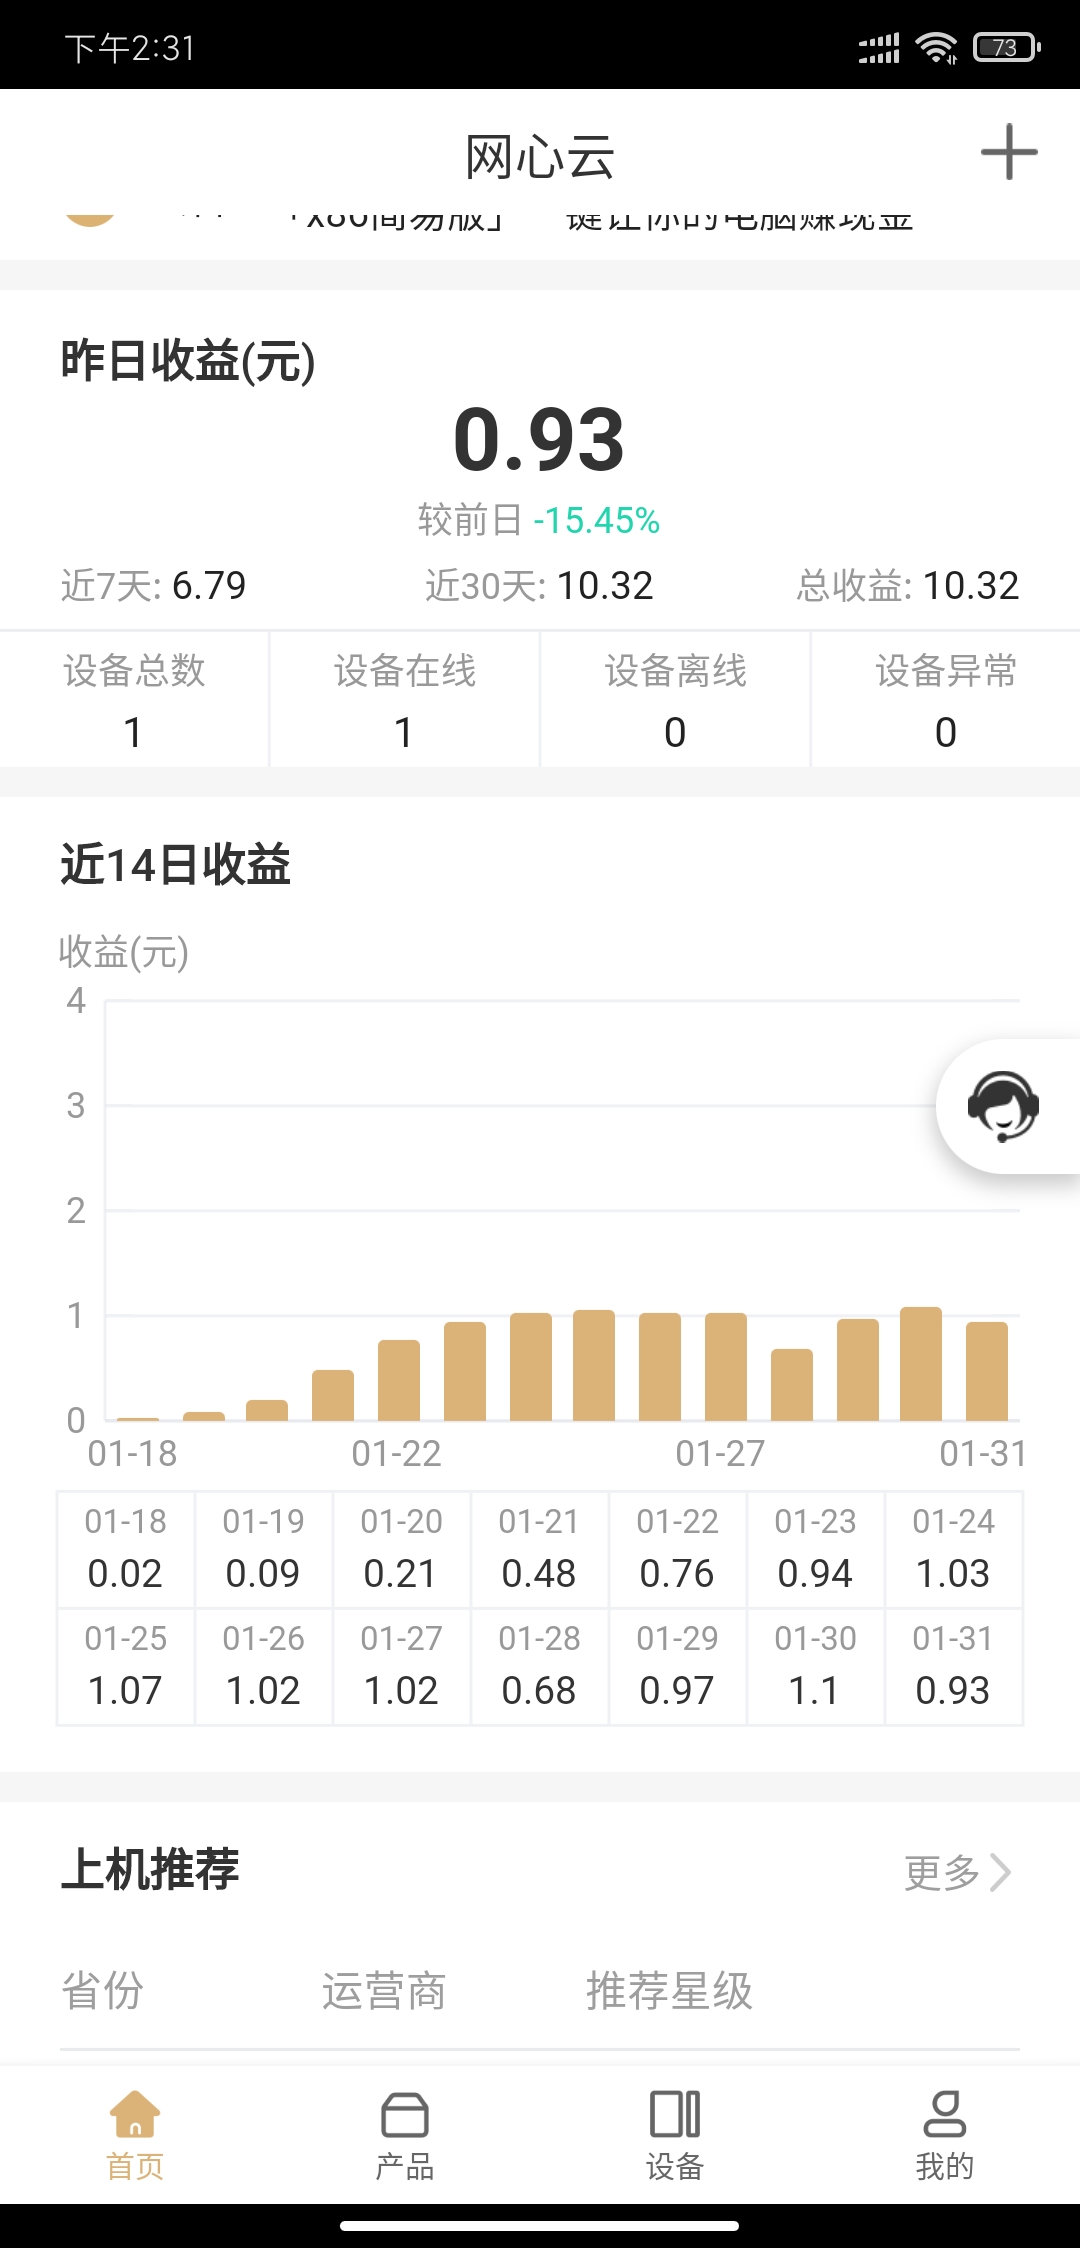 下午2:31
73
网心云
「x86简易版」 键让你的电脑赚现金
昨日收益(元)
0.93
较前日 -15.45%
近7天: 6.79 近30天: 10.32 总收益: 10.32
设备总数 设备在线 设备离线 设备异常
1 1 0 0
近14日收益
收益(元)
4
3
2
1
0
01-18 01-22 01-27 01-31
01-18 01-19 01-20 01-21 01-22 01-23 01-24
0.02 0.09 0.21 0.48 0.76 0.94 1.03
01-25 01-26 01-27 01-28 01-29 01-30 01-31
1.07 1.02 1.02 0.68 0.97 1.1 0.93
上机推荐 更多
省份 运营商 推荐星级
首页 产品 设备 我的